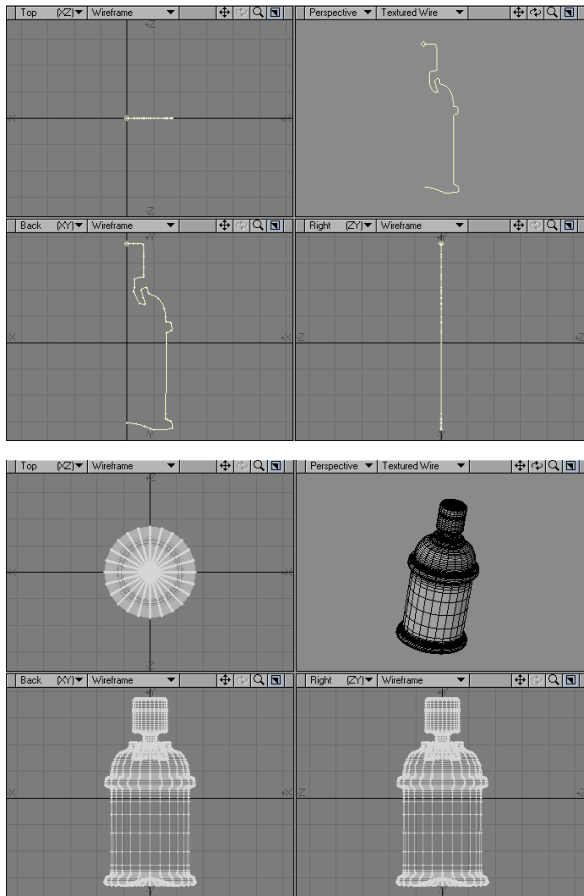 Top (XZ) Wireframe
Perspective Textured Wire
+Z
-X +X
-Z
Back (XY) Wireframe
Right (ZY) Wireframe
+Y
+X
-Z
-Y
Top (XZ) Wireframe
Perspective Textured Wire
+Z
-X +X
-Z
Back (XY) Wireframe
Right (ZY) Wireframe
-X +X
-Z +Z